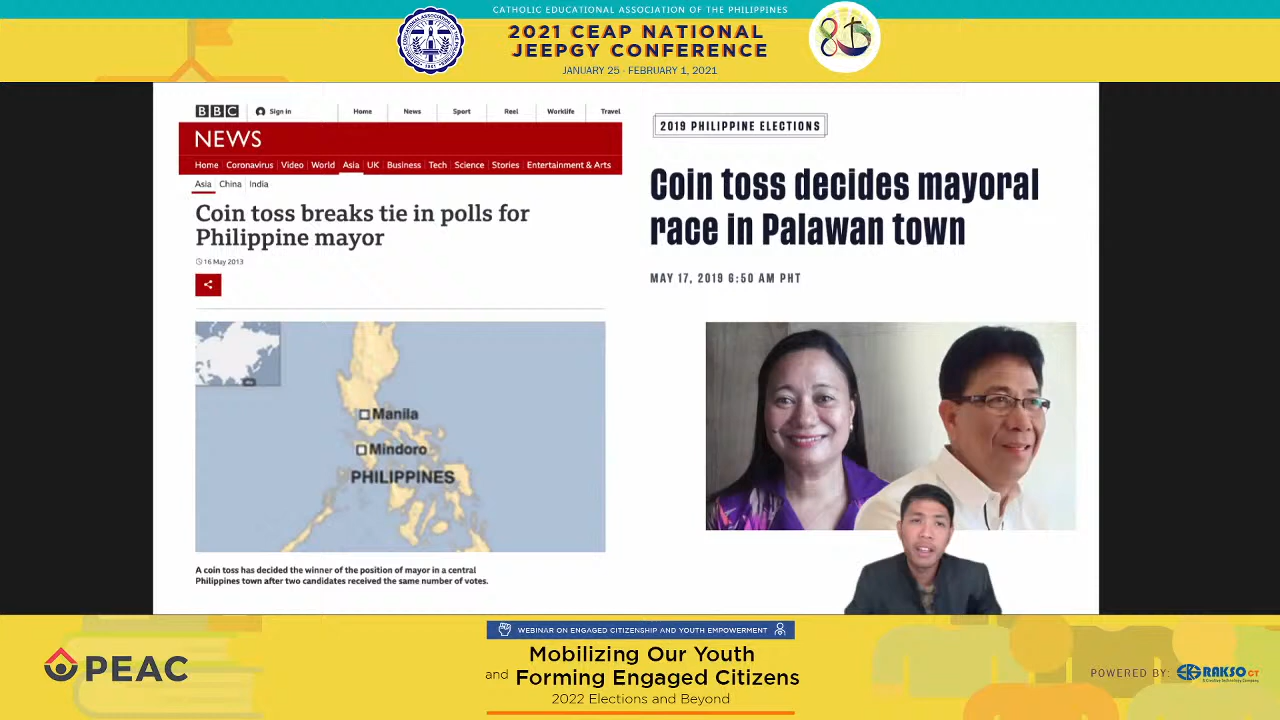 CATHOLIC EDUCATIONAL ASSOCIATION OF THE PHILIPPINES
2021 CEAP NATIONAL
JEEPGY CONFERENCE
JANUARY 25 - FEBRUARY 1, 2021
BBC Sign in Home News Sport Reel Worklife Travel
NEWS
Home Coronavirus Video World Asia UK Business Tech Science Stories Entertainment & Arts
Asia China India
Coin toss breaks tie in polls for
Philippine mayor
16 May 2013
Manila
Mindoro
PHILIPPINES
A coin toss has decided the winner of the position of mayor in a central
Philippines town after two candidates received the same number of votes.
2019 PHILIPPINE ELECTIONS
Coin toss decides mayoral
race in Palawan town
MAY 17, 2019 6:50 AM PHT
PEAC
WEBINAR ON ENGAGED CITIZENSHIP AND YOUTH EMPOWERMENT
Mobilizing Our Youth
and Forming Engaged Citizens
2022 Elections and Beyond
POWERED BY: RAKSO CT